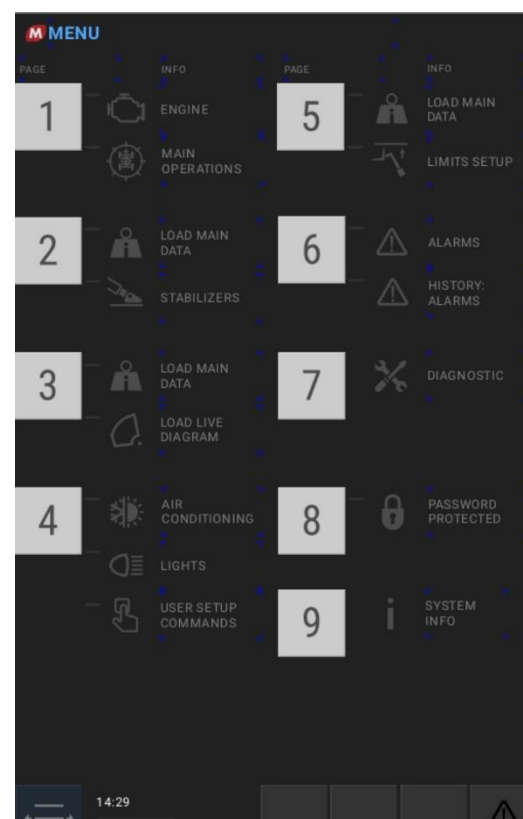 M MENU
PAGE INFO PAGE INFO
1
ENGINE
MAIN
OPERATIONS
2
LOAD MAIN
DATA
STABILIZERS
3
LOAD MAIN
DATA
LOAD LIVE
DIAGRAM
4
AIR
CONDITIONING
LIGHTS
USER SETUP
COMMANDS
5
LOAD MAIN
DATA
LIMITS SETUP
6
ALARMS
HISTORY:
ALARMS
7
DIAGNOSTIC
8
PASSWORD
PROTECTED
9
SYSTEM
INFO
14:29